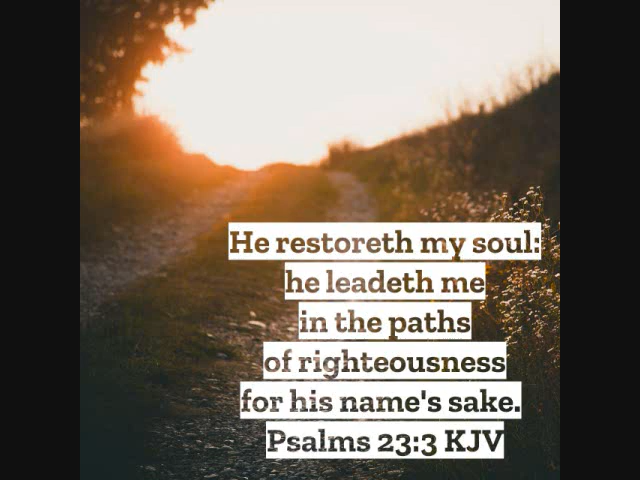 He restoreth my soul:
he leadeth me
in the paths
of righteousness
for his name's sake.
Psalms 23:3 KJV